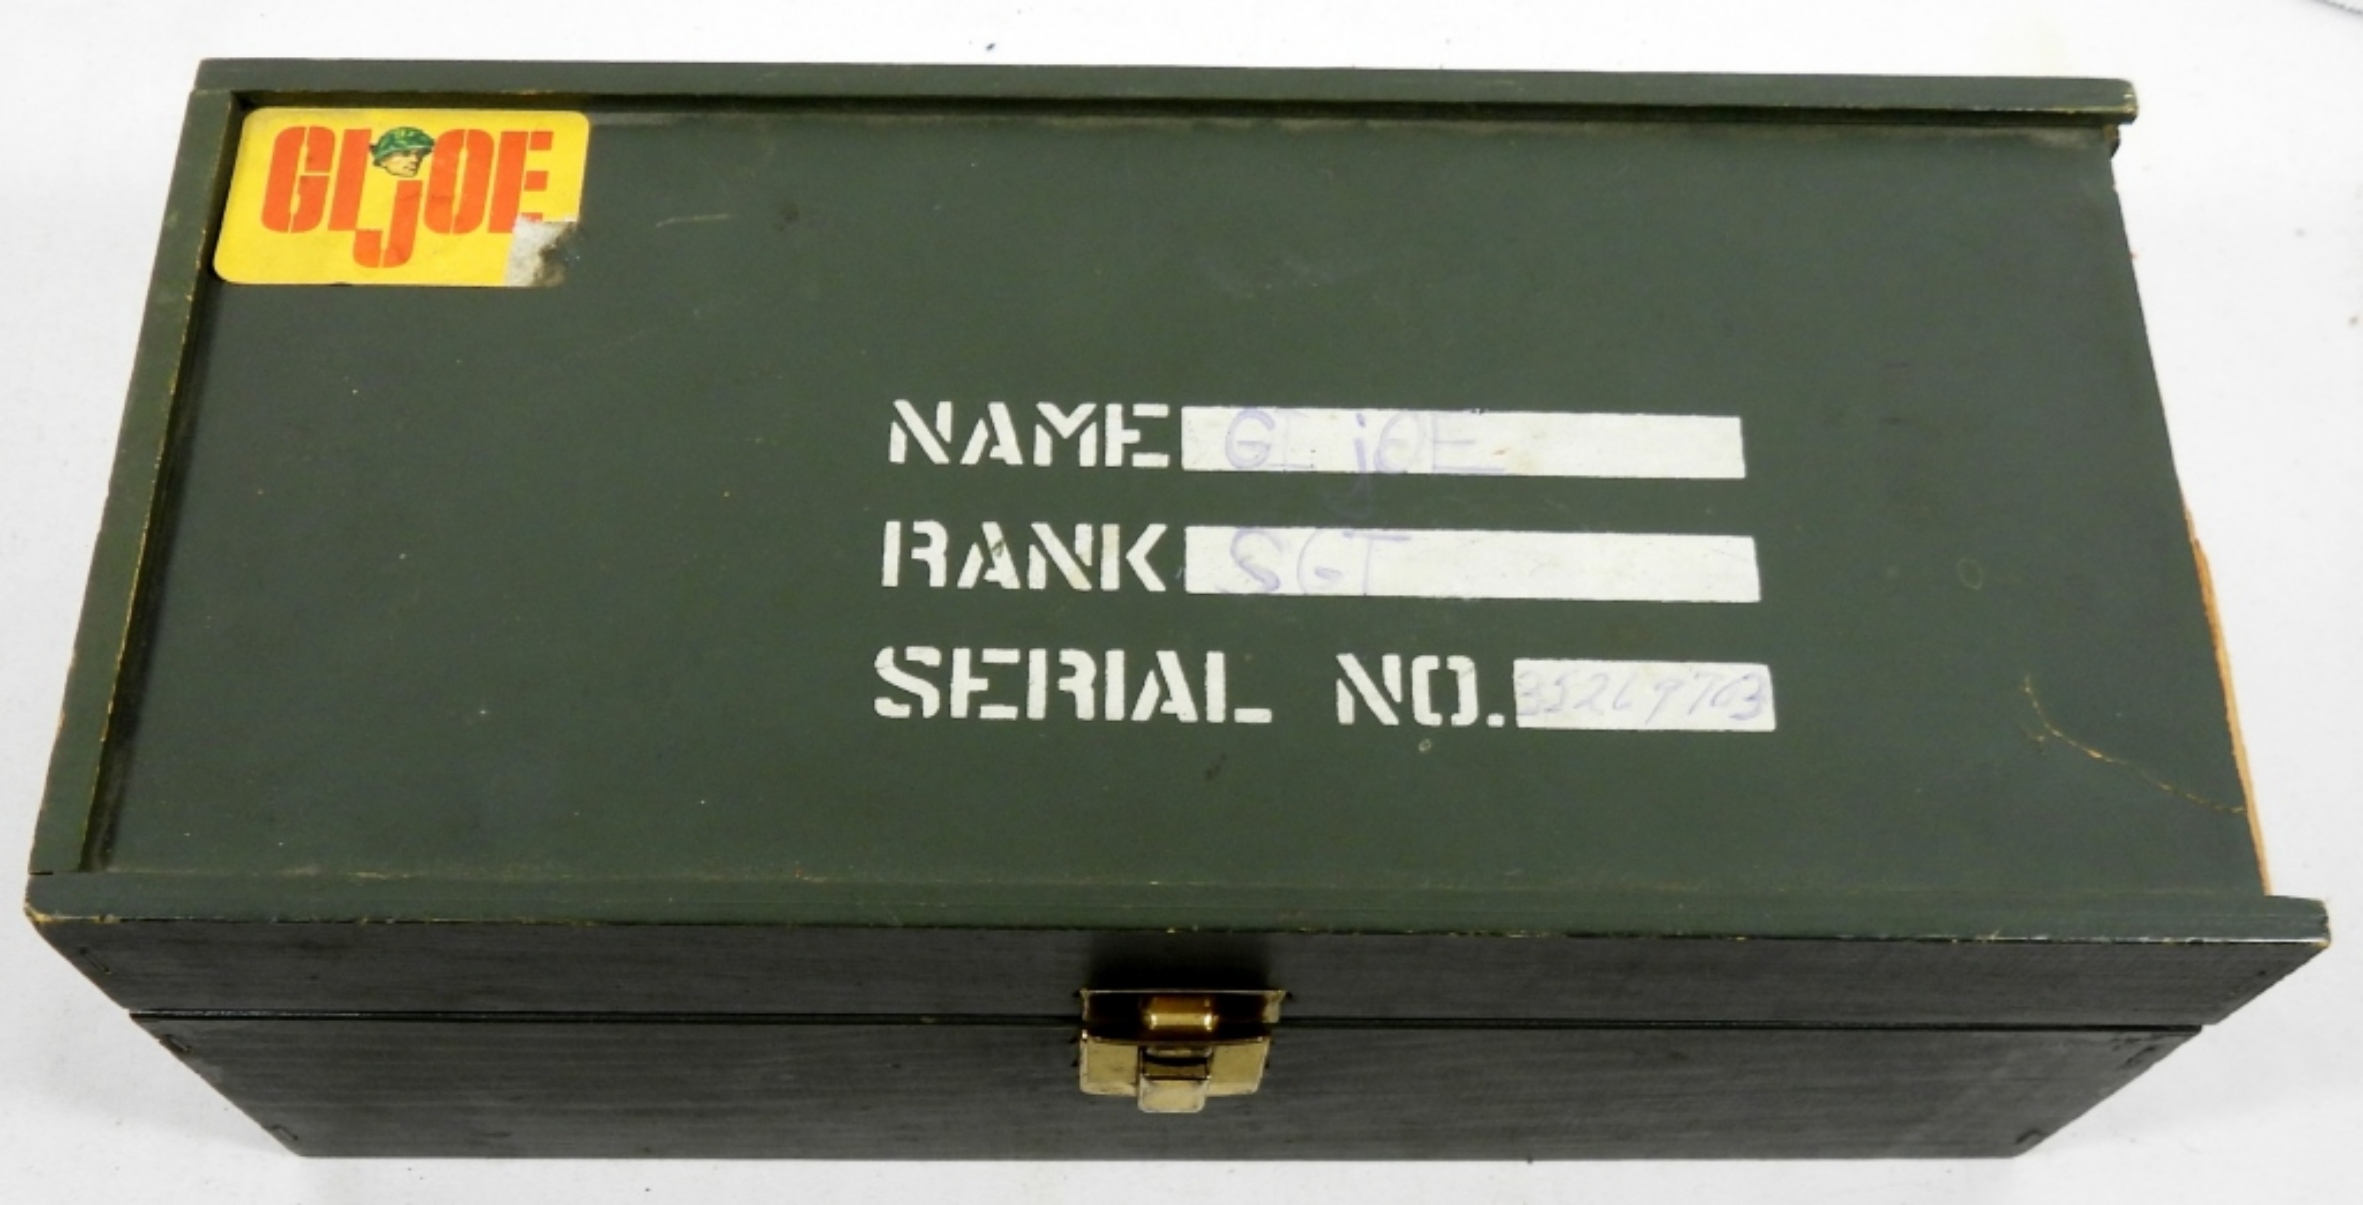 GI JOE
NAME GI jOE
RANK SGT
SERIAL NO.